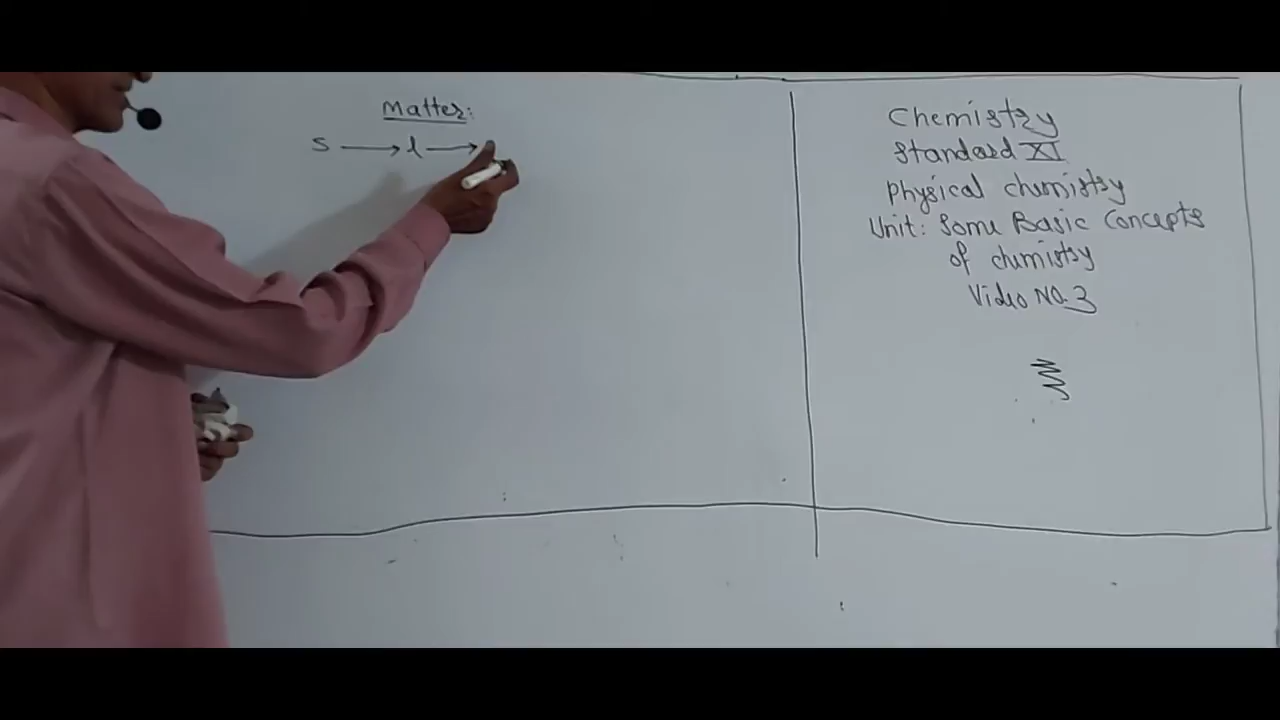 Matter:
s → l →
Chemistry
Standard XI
Physical chemistry
Unit: Some Basic Concepts
of chemistry
Video No. 3